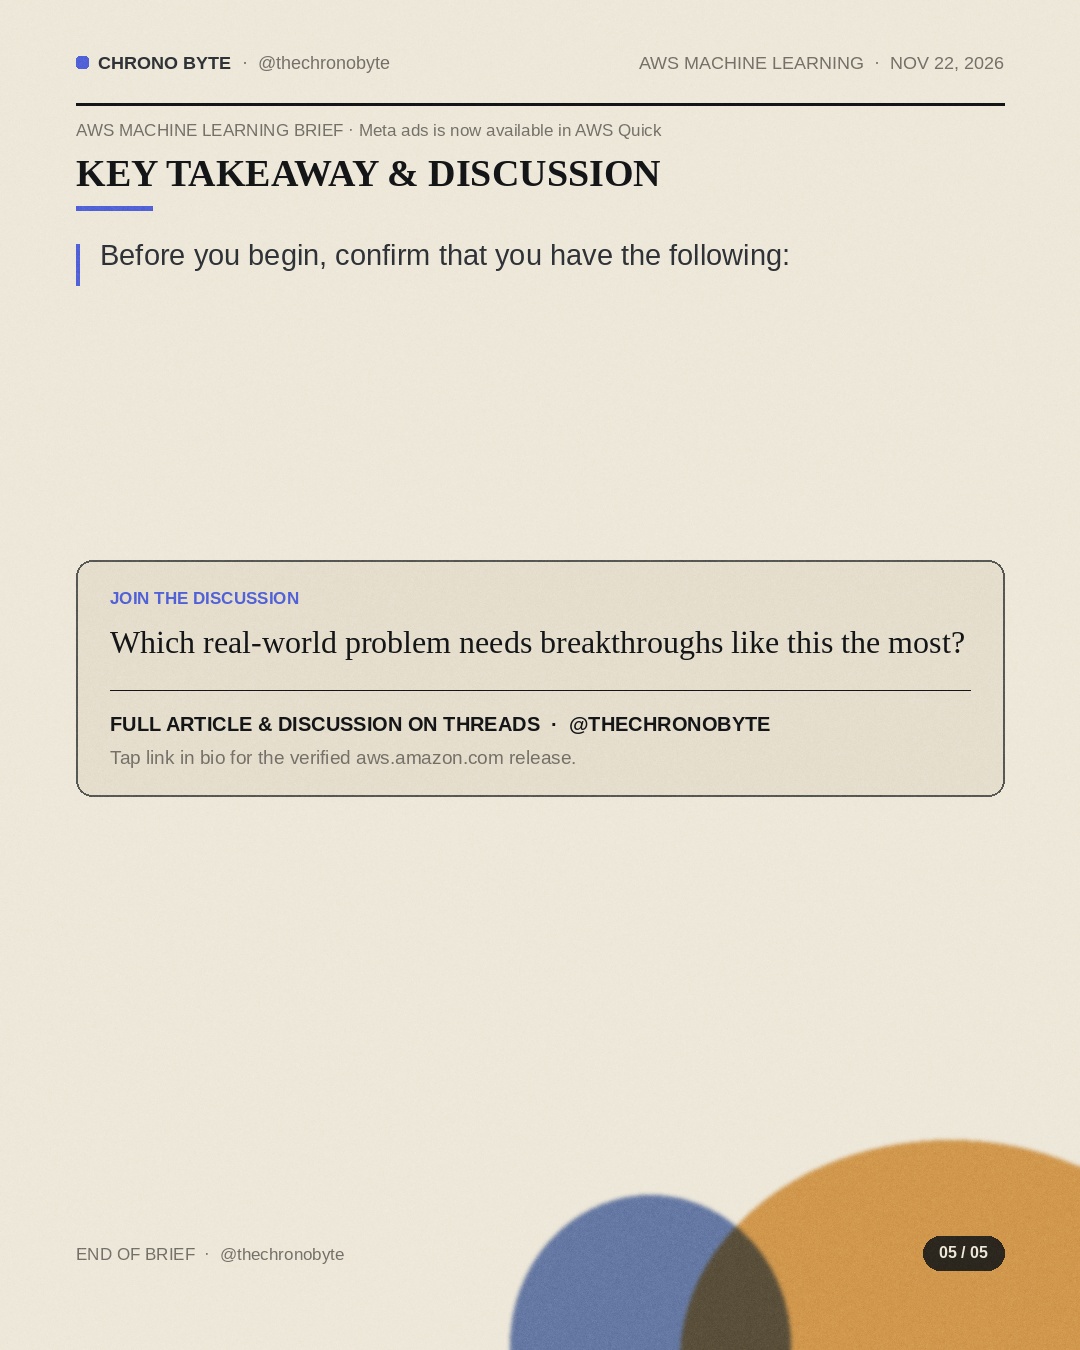 CHRONO BYTE · @thechronobyte
AWS MACHINE LEARNING · NOV 22, 2026
AWS MACHINE LEARNING BRIEF · Meta ads is now available in AWS Quick
KEY TAKEAWAY & DISCUSSION
Before you begin, confirm that you have the following:
JOIN THE DISCUSSION
Which real-world problem needs breakthroughs like this the most?
FULL ARTICLE & DISCUSSION ON THREADS · @THECHRONOBYTE
Tap link in bio for the verified aws.amazon.com release.
END OF BRIEF · @thechronobyte
05 / 05